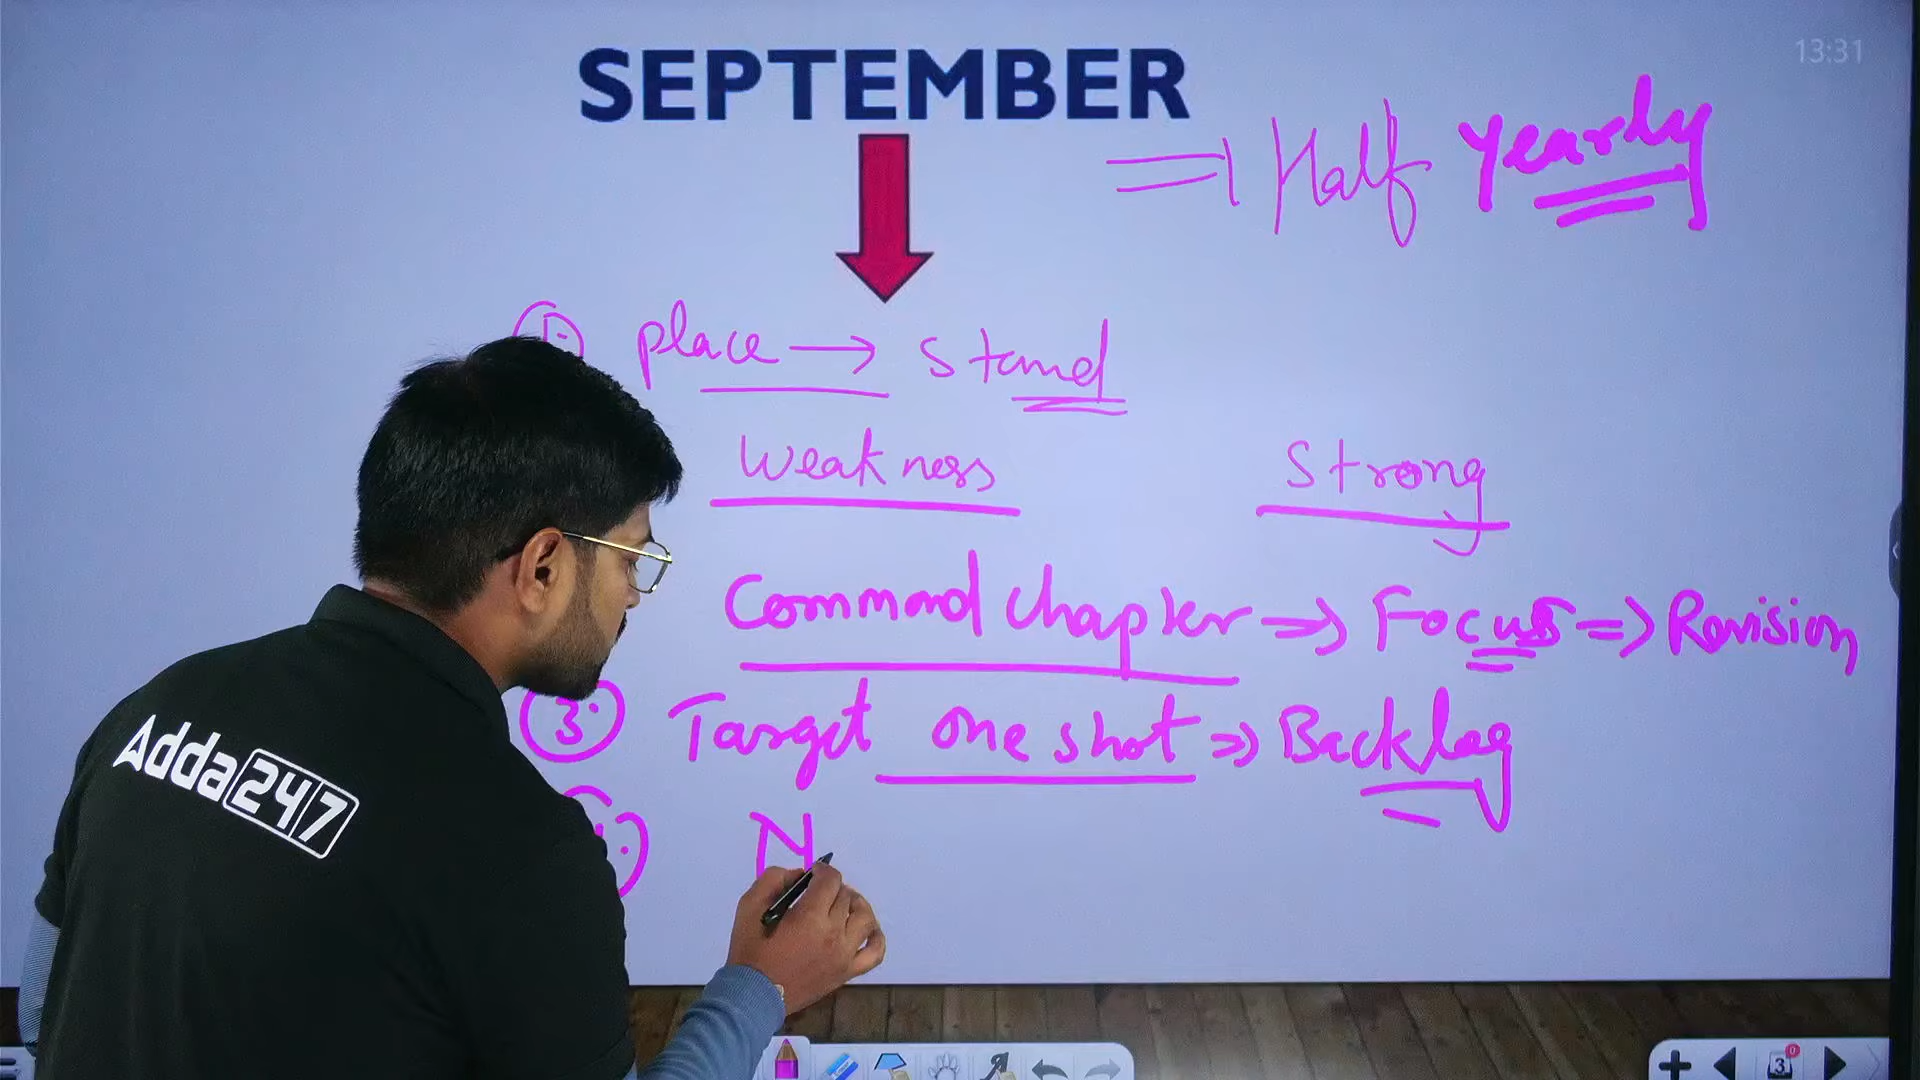 13:31
SEPTEMBER
⇒ Half yearly
1. place → stand
Weakness Strong
Command chapter ⇒ Focus ⇒ Revision
3. Target one shot ⇒ Backlog
N
Adda247
3